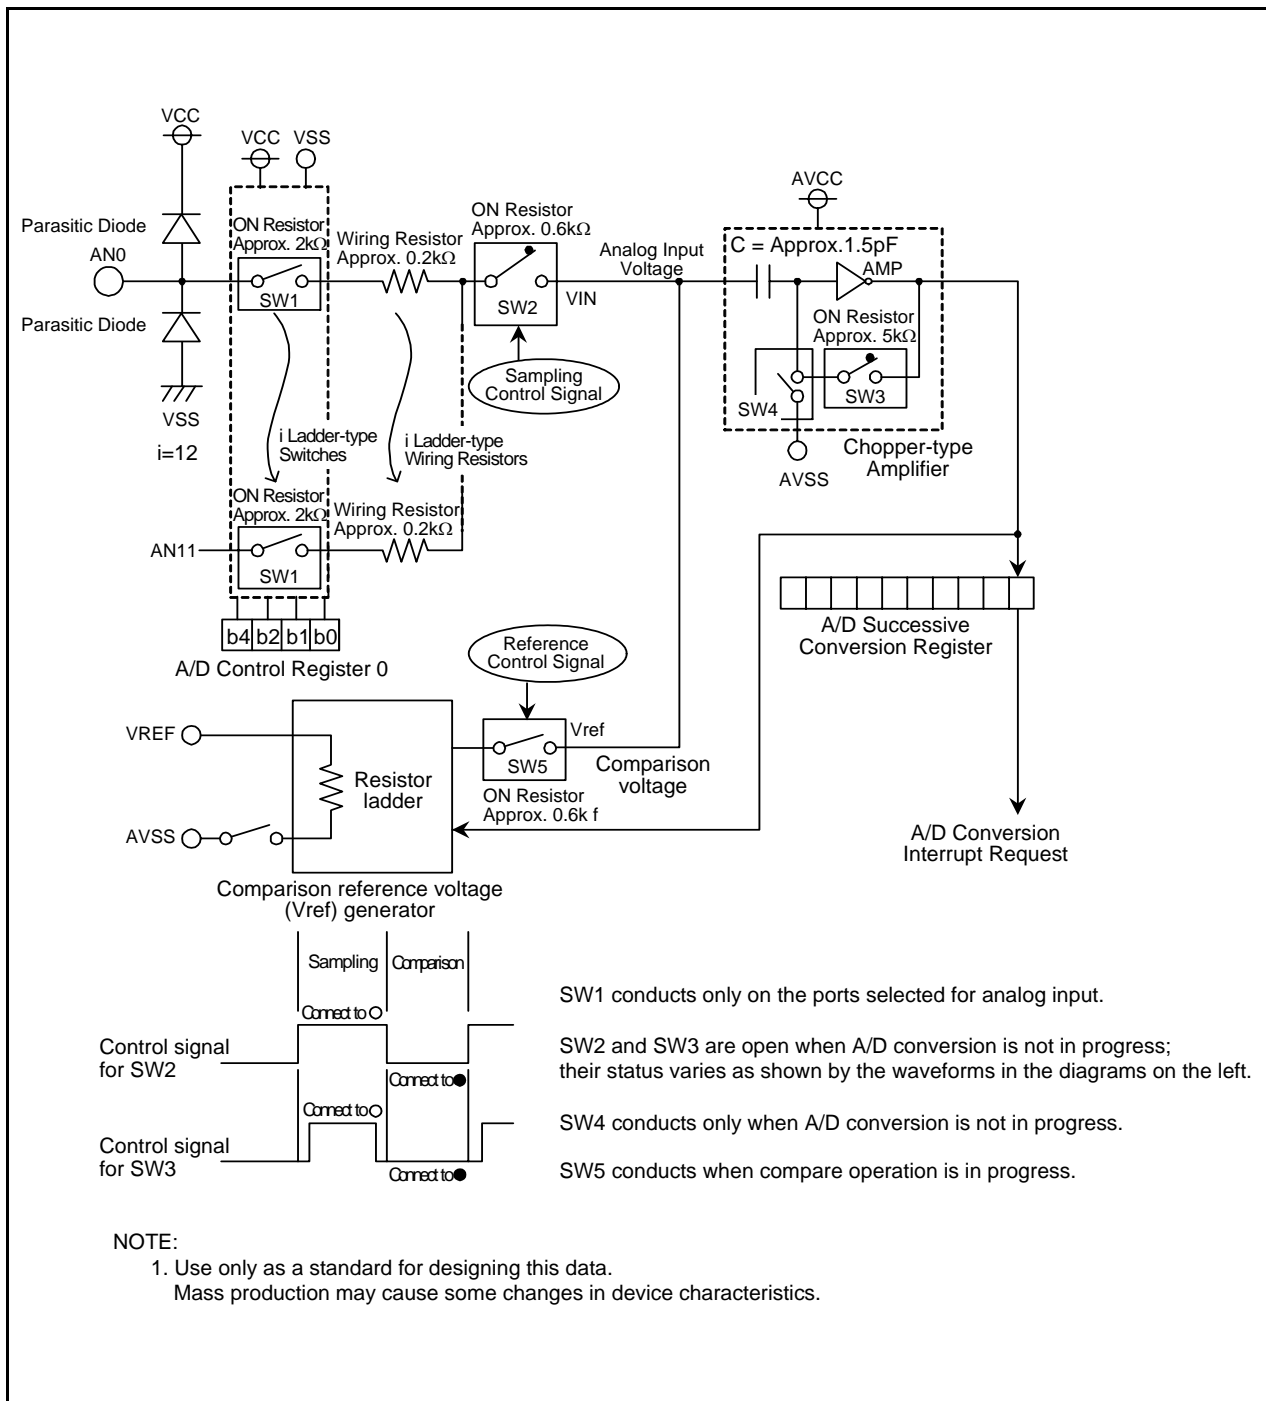 VCC
VCC
VSS
AVCC
Parasitic Diode
AN0
Parasitic Diode
VSS
i=12
ON Resistor
Approx. 2kΩ
SW1
Wiring Resistor
Approx. 0.2kΩ
ON Resistor
Approx. 0.6kΩ
SW2
VIN
Analog Input
Voltage
Sampling
Control Signal
C = Approx.1.5pF
AMP
ON Resistor
Approx. 5kΩ
SW3
SW4
AVSS
Chopper-type
Amplifier
i Ladder-type
Switches
i Ladder-type
Wiring Resistors
ON Resistor
Approx. 2kΩ
Wiring Resistor
Approx. 0.2kΩ
AN11
SW1
b4 b2 b1 b0
A/D Control Register 0
A/D Successive
Conversion Register
Reference
Control Signal
VREF
AVSS
Resistor
ladder
Vref
SW5
Comparison
voltage
ON Resistor
Approx. 0.6k f
A/D Conversion
Interrupt Request
Comparison reference voltage
(Vref) generator
Sampling
Comparison
Connect to
Control signal
for SW2
Connect to
Connect to
Control signal
for SW3
Connect to
SW1 conducts only on the ports selected for analog input.
SW2 and SW3 are open when A/D conversion is not in progress;
their status varies as shown by the waveforms in the diagrams on the left.
SW4 conducts only when A/D conversion is not in progress.
SW5 conducts when compare operation is in progress.
NOTE:
1. Use only as a standard for designing this data.
Mass production may cause some changes in device characteristics.